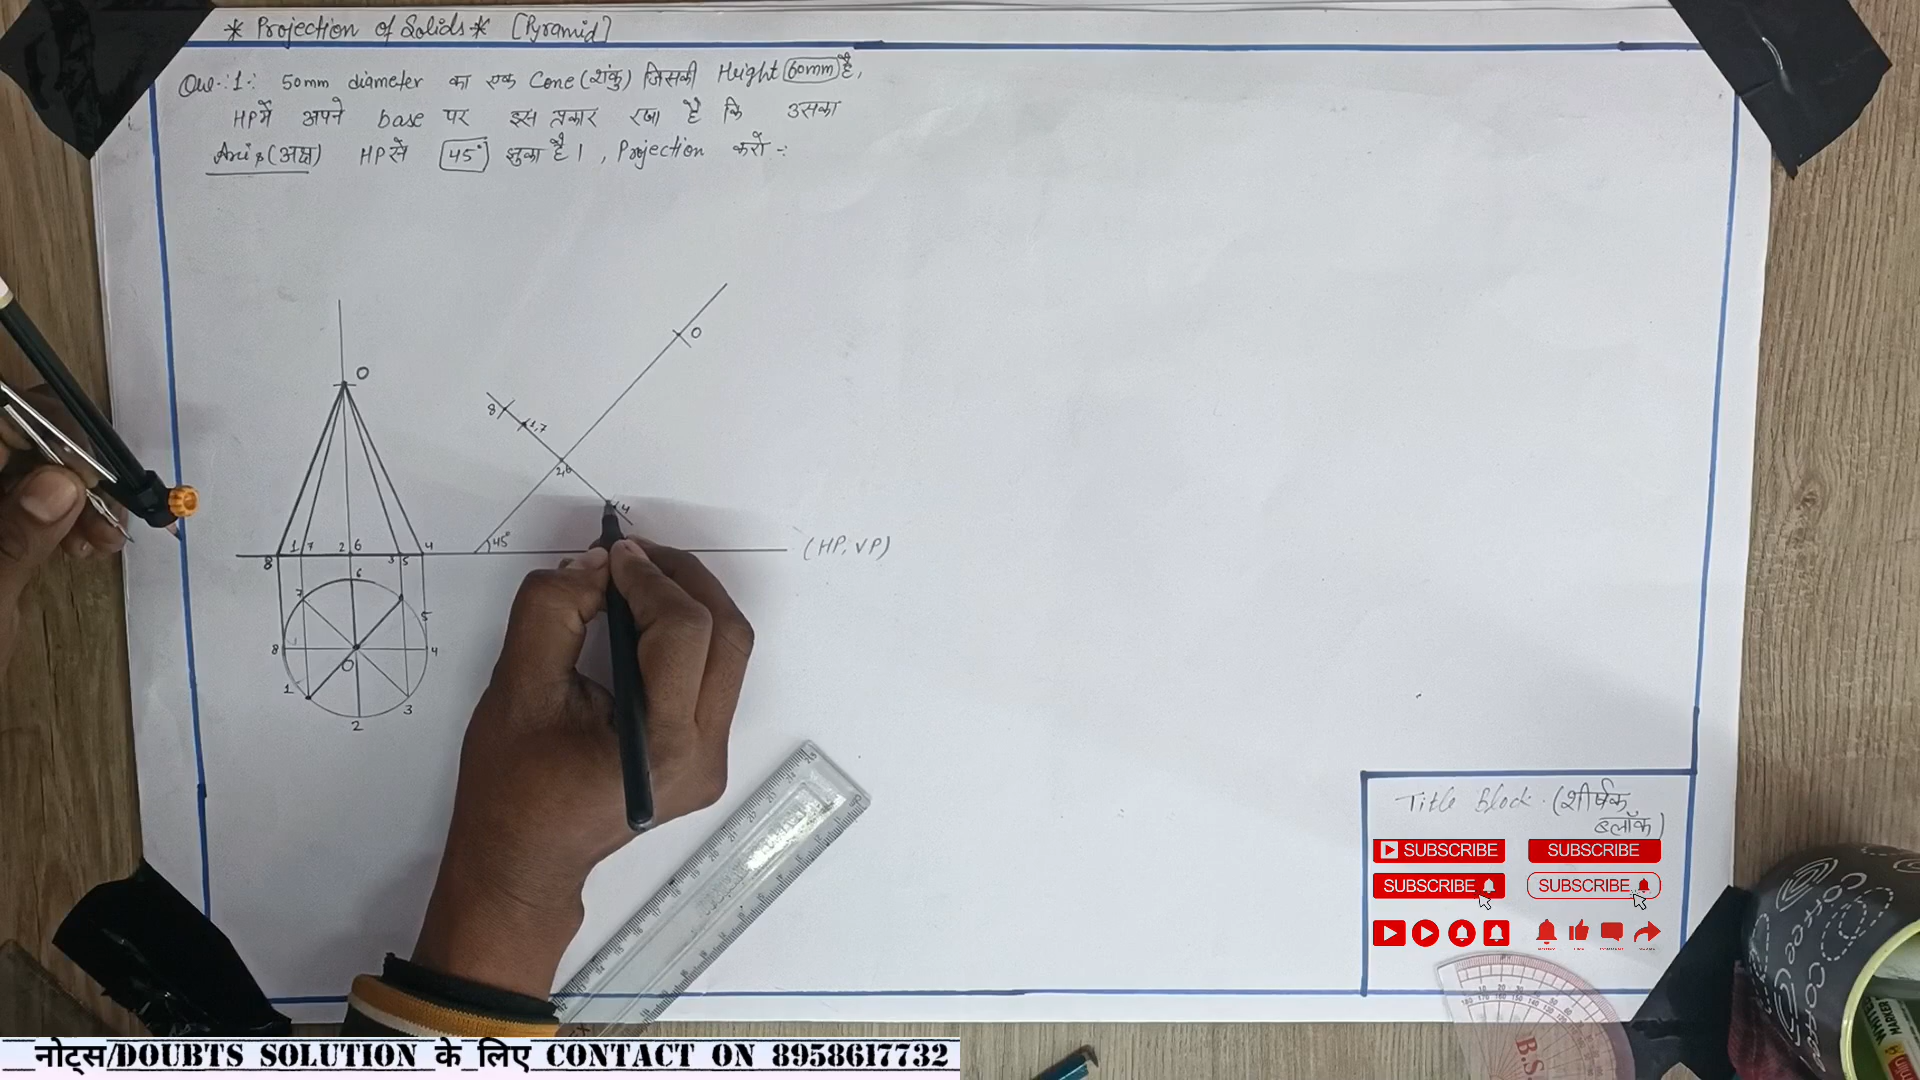 * Projection of Solids * [Pyramid]
Que.:1: 50mm diameter का एक Cone (शंकु) जिसकी Height 60mm है,
HP में अपने base पर इस प्रकार रखा है कि उसका
Axis (अक्ष) HP से 45° झुका है। , Projection करो -:
O
O
8
1,7
2,6
4
45°
(HP, VP)
1 7 2 6 3 5 4
8
6
7
5
8
4
O
1
3
2
Title Block (शीर्षक
ब्लॉक)
SUBSCRIBE SUBSCRIBE
SUBSCRIBE SUBSCRIBE
COFFEE
B.S.
नोट्स/DOUBTS SOLUTION के लिए CONTACT ON 8958617732